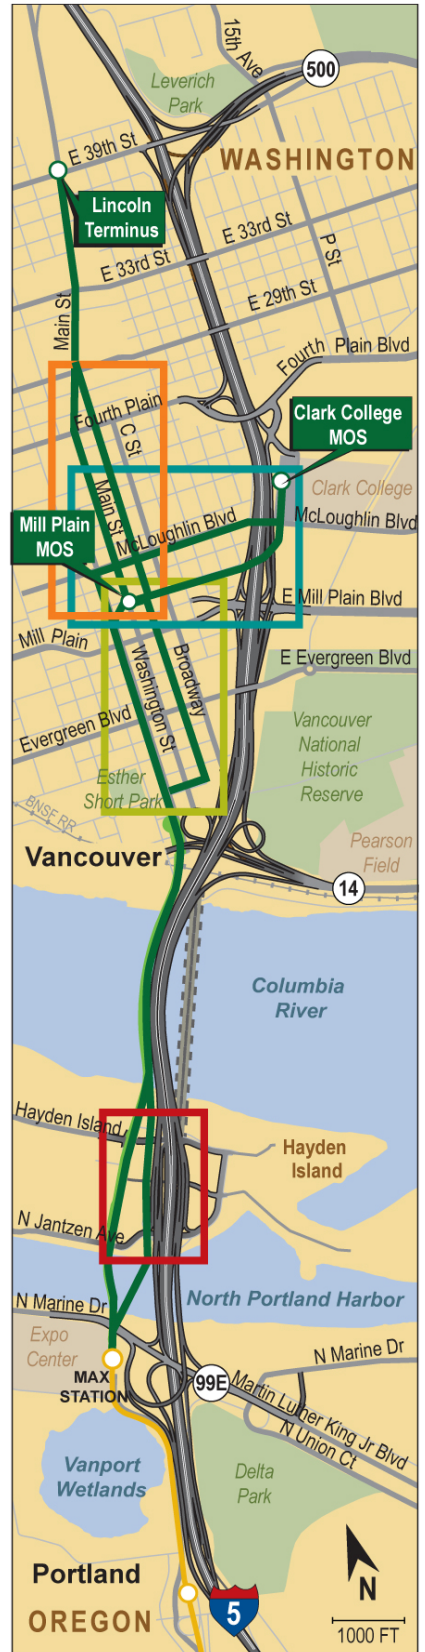 15th Ave
500
Leverich
Park
E 39th St
WASHINGTON
Lincoln
Terminus
E 33rd St
E 33rd St
P St
E 29th St
Main St
Fourth Plain Blvd
Fourth Plain
C St
Clark College
MOS
Clark College
Main St
McLoughlin Blvd
McLoughlin Blvd
Mill Plain
MOS
E Mill Plain Blvd
Mill Plain
Broadway
Washington St
E Evergreen Blvd
Evergreen Blvd
Vancouver
National
Historic
Reserve
Esther
Short Park
BNSF RR
Pearson
Field
Vancouver
14
Columbia
River
Hayden Island
Hayden
Island
N Jantzen Ave
North Portland Harbor
N Marine Dr
Expo
Center
N Marine Dr
MAX
STATION
99E
Martin Luther King Jr Blvd
N Union Ct
Vanport
Wetlands
Delta
Park
Portland
OREGON
5
N
1000 FT